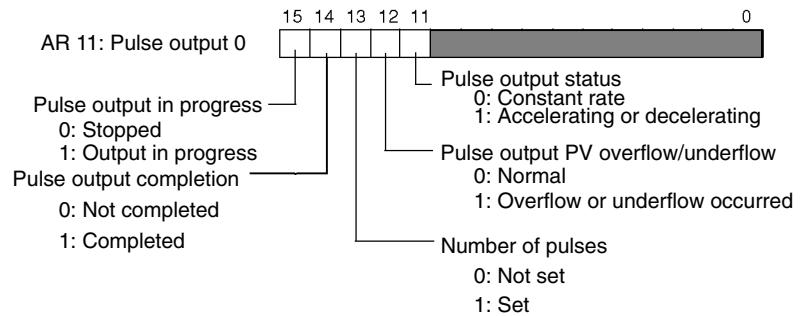 15 14 13 12 11 0
AR 11: Pulse output 0
Pulse output in progress
0: Stopped
1: Output in progress
Pulse output completion
0: Not completed
1: Completed
Pulse output status
0: Constant rate
1: Accelerating or decelerating
Pulse output PV overflow/underflow
0: Normal
1: Overflow or underflow occurred
Number of pulses
0: Not set
1: Set